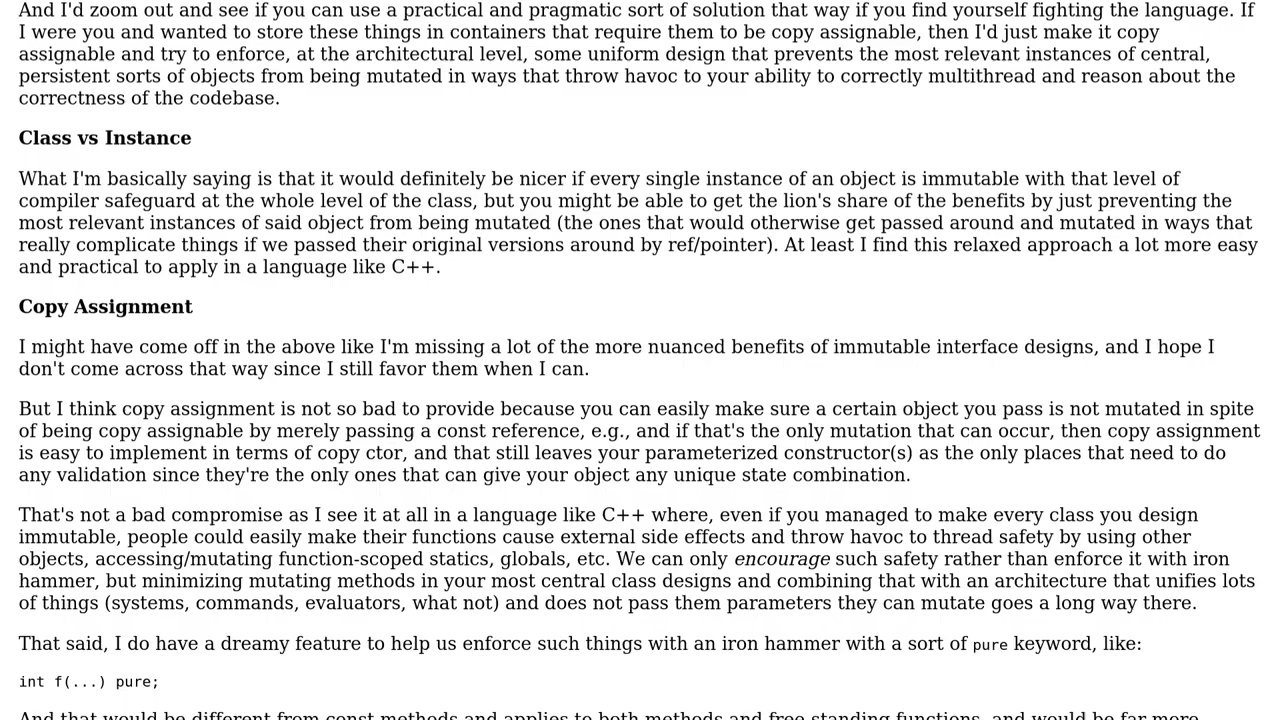 And I'd zoom out and see if you can use a practical and pragmatic sort of solution that way if you find yourself fighting the language. If
I were you and wanted to store these things in containers that require them to be copy assignable, then I'd just make it copy
assignable and try to enforce, at the architectural level, some uniform design that prevents the most relevant instances of central,
persistent sorts of objects from being mutated in ways that throw havoc to your ability to correctly multithread and reason about the
correctness of the codebase.
Class vs Instance
What I'm basically saying is that it would definitely be nicer if every single instance of an object is immutable with that level of
compiler safeguard at the whole level of the class, but you might be able to get the lion's share of the benefits by just preventing the
most relevant instances of said object from being mutated (the ones that would otherwise get passed around and mutated in ways that
really complicate things if we passed their original versions around by ref/pointer). At least I find this relaxed approach a lot more easy
and practical to apply in a language like C++.
Copy Assignment
I might have come off in the above like I'm missing a lot of the more nuanced benefits of immutable interface designs, and I hope I
don't come across that way since I still favor them when I can.
But I think copy assignment is not so bad to provide because you can easily make sure a certain object you pass is not mutated in spite
of being copy assignable by merely passing a const reference, e.g., and if that's the only mutation that can occur, then copy assignment
is easy to implement in terms of copy ctor, and that still leaves your parameterized constructor(s) as the only places that need to do
any validation since they're the only ones that can give your object any unique state combination.
That's not a bad compromise as I see it at all in a language like C++ where, even if you managed to make every class you design
immutable, people could easily make their functions cause external side effects and throw havoc to thread safety by using other
objects, accessing/mutating function-scoped statics, globals, etc. We can only encourage such safety rather than enforce it with iron
hammer, but minimizing mutating methods in your most central class designs and combining that with an architecture that unifies lots
of things (systems, commands, evaluators, what not) and does not pass them parameters they can mutate goes a long way there.
That said, I do have a dreamy feature to help us enforce such things with an iron hammer with a sort of pure keyword, like:
int f(...) pure;
And that would be different from const methods and applies to both methods and free standing functions, and would be far more